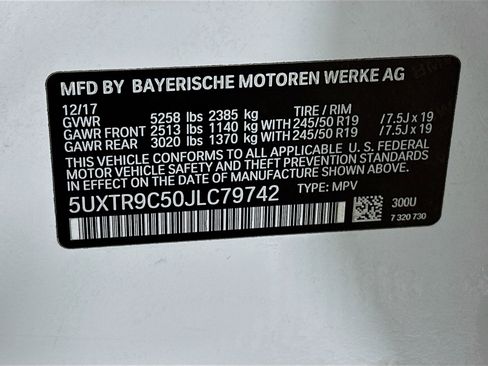 MFD BY BAYERISCHE MOTOREN WERKE AG
12/17 TIRE / RIM
GVWR 5258 lbs 2385 kg
GAWR FRONT 2513 lbs 1140 kg WITH 245/50 R19 /7.5J x 19
GAWR REAR 3020 lbs 1370 kg WITH 245/50 R19 /7.5J x 19
THIS VEHICLE CONFORMS TO ALL APPLICABLE U. S. FEDERAL
MOTOR VEHICLE SAFETY AND THEFT PREVENTION STANDARDS
IN EFFECT ON THE DATE OF MANUFACTURE SHOWN ABOVE.
5UXTR9C50JLC79742 TYPE: MPV
300U
7 320 730